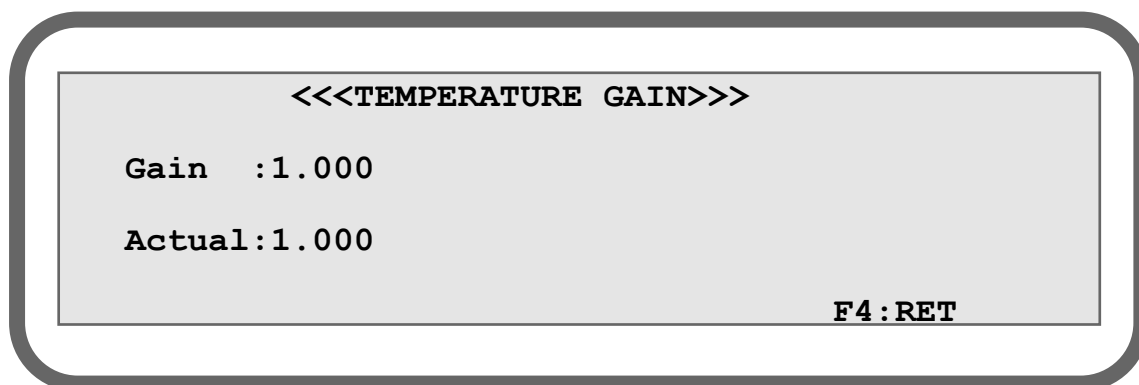 <<<TEMPERATURE GAIN>>>
Gain  :1.000
Actual:1.000
F4:RET